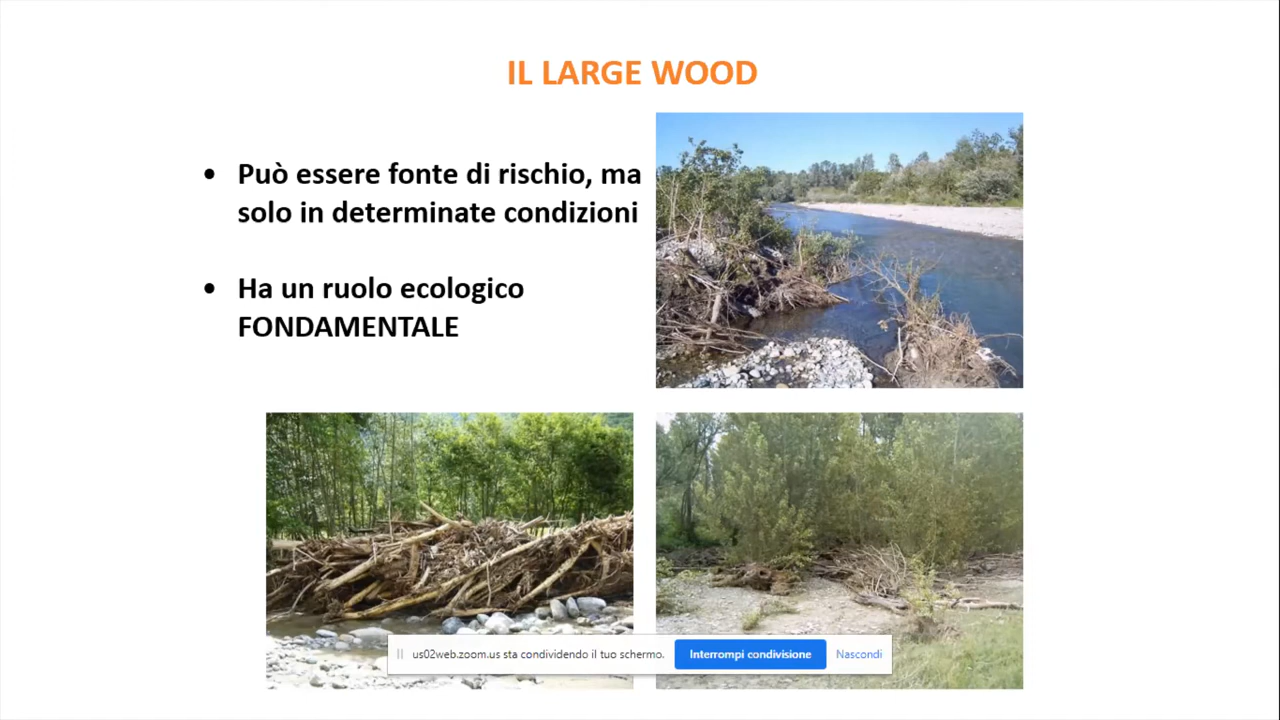 IL LARGE WOOD
• Può essere fonte di rischio, ma
solo in determinate condizioni
• Ha un ruolo ecologico
FONDAMENTALE
us02web.zoom.us sta condividendo il tuo schermo.
Interrompi condivisione
Nascondi